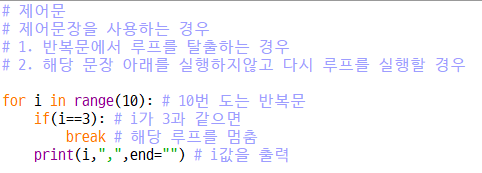 # 제어문
# 제어문장을 사용하는 경우
# 1. 반복문에서 루프를 탈출하는 경우
# 2. 해당 문장 아래를 실행하지않고 다시 루프를 실행할 경우
for i in range(10): # 10번 도는 반복문
    if(i==3): # i가 3과 같으면
        break # 해당 루프를 멈춤
    print(i,",",end="") # i값을 출력